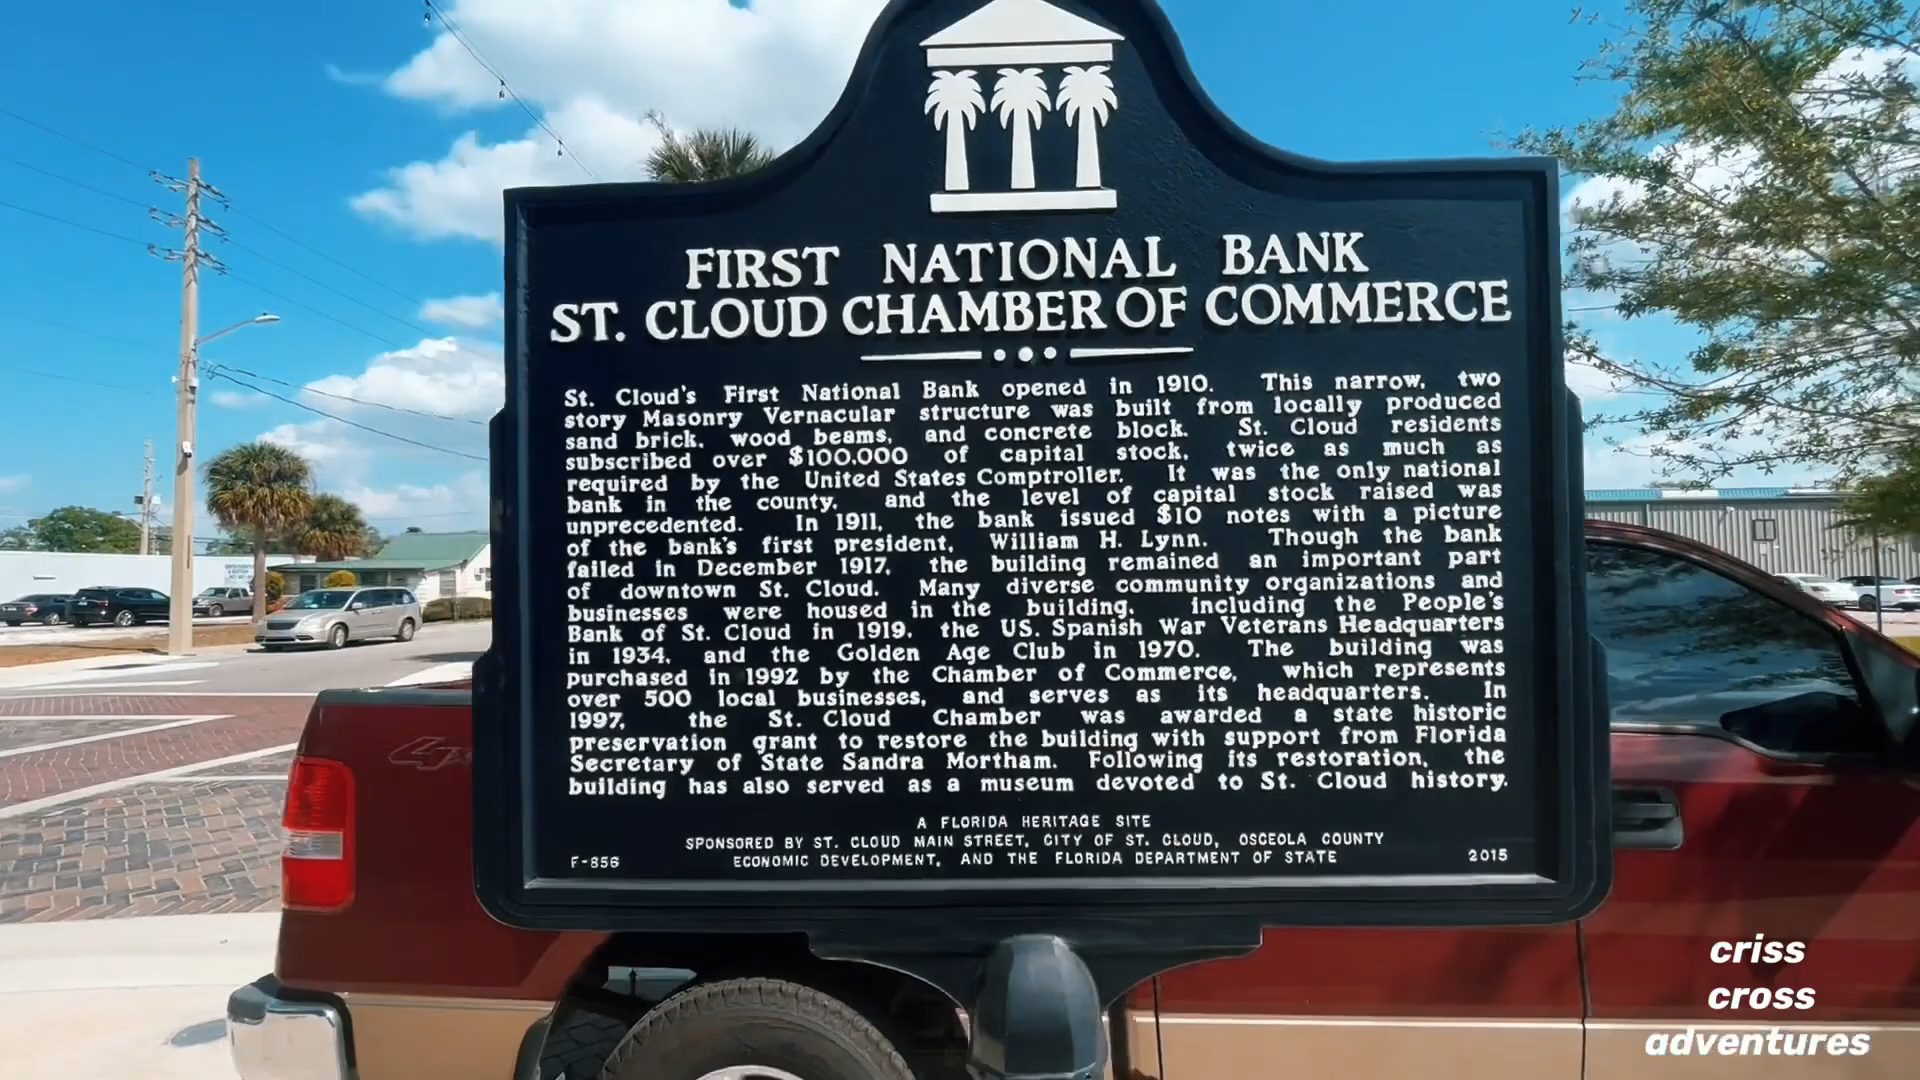 FIRST NATIONAL BANK
ST. CLOUD CHAMBER OF COMMERCE
St. Cloud's First National Bank opened in 1910. This narrow, two
story Masonry Vernacular structure was built from locally produced
sand brick, wood beams, and concrete block. St. Cloud residents
subscribed over $100,000 of capital stock, twice as much as
required by the United States Comptroller. It was the only national
bank in the county, and the level of capital stock raised was
unprecedented. In 1911, the bank issued $10 notes with a picture
of the bank's first president, William H. Lynn. Though the bank
failed in December 1917, the building remained an important part
of downtown St. Cloud. Many diverse community organizations and
businesses were housed in the building, including the People's
Bank of St. Cloud in 1919, the US. Spanish War Veterans Headquarters
in 1934, and the Golden Age Club in 1970. The building was
purchased in 1992 by the Chamber of Commerce, which represents
over 500 local businesses, and serves as its headquarters. In
1997, the St. Cloud Chamber was awarded a state historic
preservation grant to restore the building with support from Florida
Secretary of State Sandra Mortham. Following its restoration, the
building has also served as a museum devoted to St. Cloud history.
A FLORIDA HERITAGE SITE
SPONSORED BY ST. CLOUD MAIN STREET, CITY OF ST. CLOUD, OSCEOLA COUNTY
F-856 ECONOMIC DEVELOPMENT, AND THE FLORIDA DEPARTMENT OF STATE 2015
criss
cross
adventures